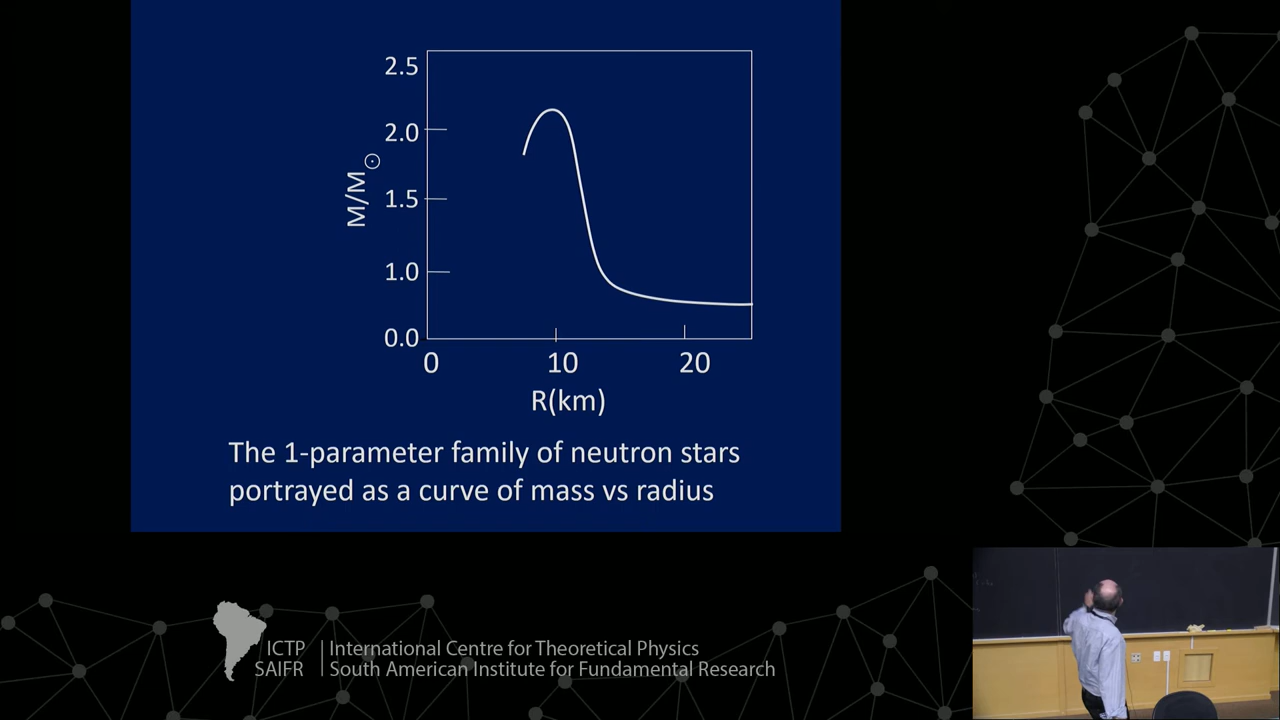 2.5
2.0
1.5
1.0
0.0
M/M☉
0 10 20
R(km)
The 1-parameter family of neutron stars
portrayed as a curve of mass vs radius
ICTP
SAIFR
International Centre for Theoretical Physics
South American Institute for Fundamental Research